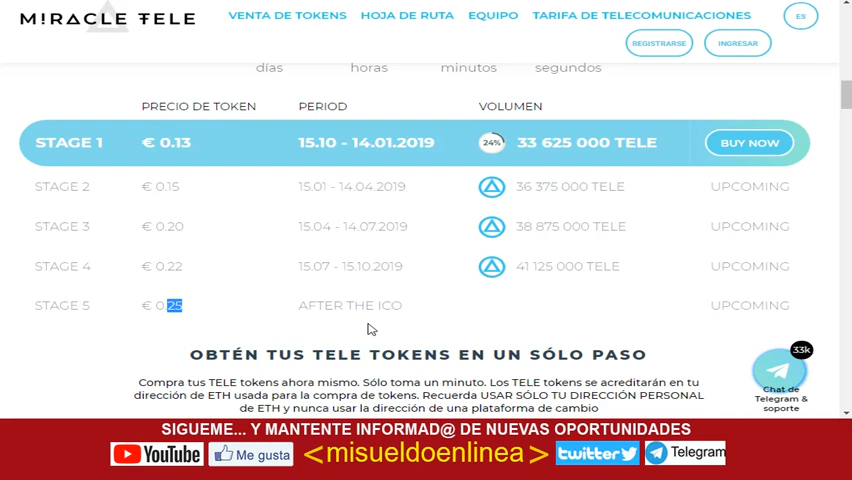 M!RACLE TELE
VENTA DE TOKENS HOJA DE RUTA EQUIPO TARIFA DE TELECOMUNICACIONES ES
REGISTRARSE INGRESAR
días horas minutos segundos
PRECIO DE TOKEN PERIOD VOLUMEN
STAGE 1 € 0.13 15.10 - 14.01.2019 24% 33 625 000 TELE BUY NOW
STAGE 2 € 0.15 15.01 - 14.04.2019 36 375 000 TELE UPCOMING
STAGE 3 € 0.20 15.04 - 14.07.2019 38 875 000 TELE UPCOMING
STAGE 4 € 0.22 15.07 - 15.10.2019 41 125 000 TELE UPCOMING
STAGE 5 € 0.25 AFTER THE ICO UPCOMING
OBTÉN TUS TELE TOKENS EN UN SÓLO PASO
Compra tus TELE tokens ahora mismo. Sólo toma un minuto. Los TELE tokens se acreditarán en tu
dirección de ETH usada para la compra de tokens. Recuerda USAR SÓLO TU DIRECCIÓN PERSONAL
de ETH y nunca usar la dirección de una plataforma de cambio
33k
Chat de
Telegram &
soporte
SIGUEME... Y MANTENTE INFORMAD@ DE NUEVAS OPORTUNIDADES
YouTube Me gusta <misueldoenlinea> twitter Telegram